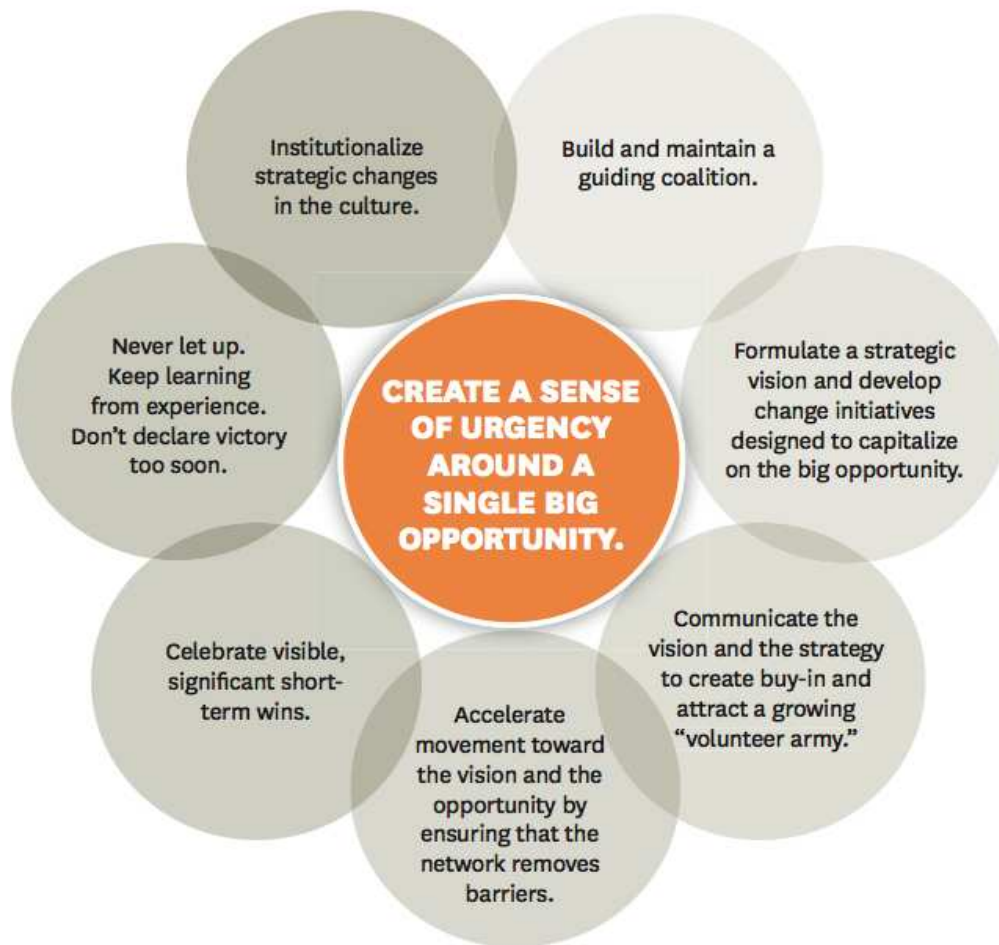 CREATE A SENSE
OF URGENCY
AROUND A
SINGLE BIG
OPPORTUNITY.
Build and maintain a
guiding coalition.
Formulate a strategic
vision and develop
change initiatives
designed to capitalize
on the big opportunity.
Communicate the
vision and the strategy
to create buy-in and
attract a growing
“volunteer army.”
Accelerate
movement toward
the vision and the
opportunity by
ensuring that the
network removes
barriers.
Celebrate visible,
significant short-
term wins.
Never let up.
Keep learning
from experience.
Don’t declare victory
too soon.
Institutionalize
strategic changes
in the culture.